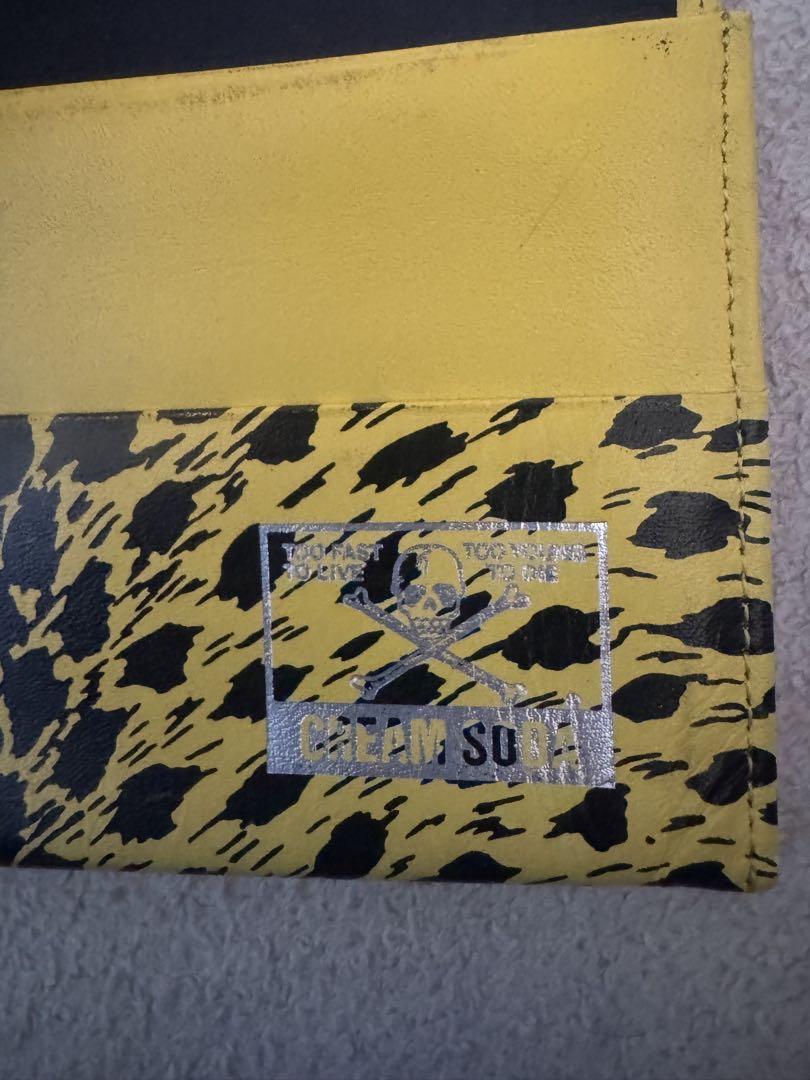 TOO FAST TOO YOUNG
TO LIVE TO DIE
CREAM SODA